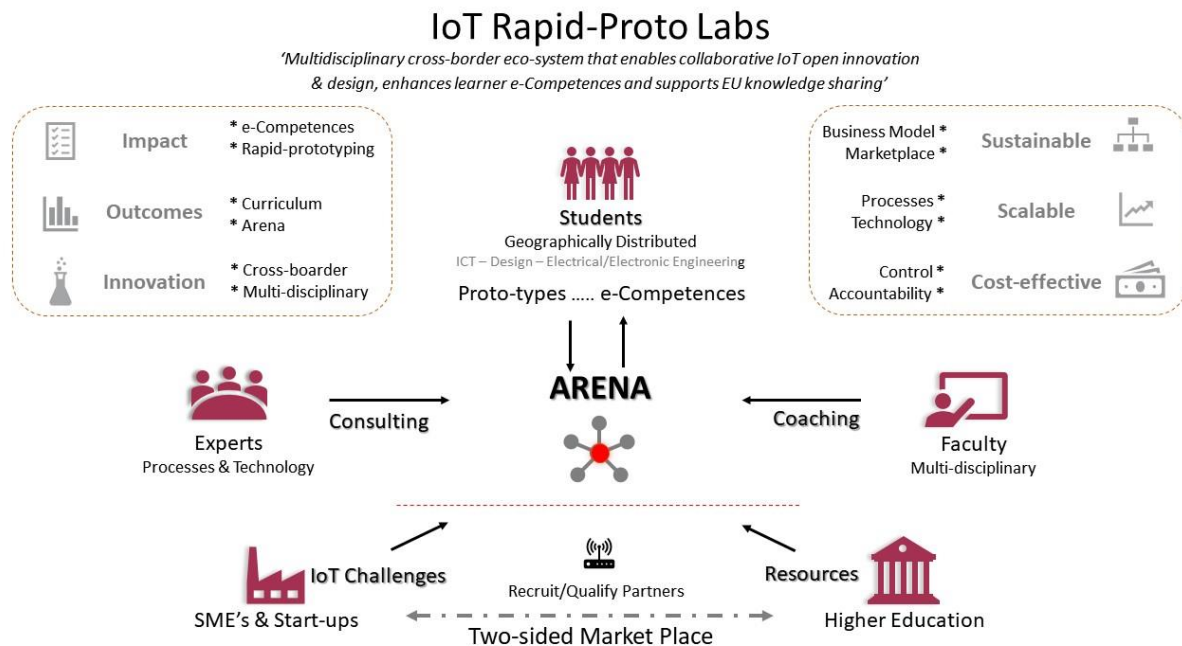 IoT Rapid-Proto Labs
‘Multidisciplinary cross-border eco-system that enables collaborative IoT open innovation
& design, enhances learner e-Competences and supports EU knowledge sharing’
Impact
* e-Competences
* Rapid-prototyping
Outcomes
* Curriculum
* Arena
Innovation
* Cross-boarder
* Multi-disciplinary
Students
Geographically Distributed
ICT – Design – Electrical/Electronic Engineering
Proto-types ..... e-Competences
Business Model *
Marketplace *
Sustainable
Processes *
Technology *
Scalable
Control *
Accountability *
Cost-effective
ARENA
Experts
Processes & Technology
Consulting
Coaching
Faculty
Multi-disciplinary
IoT Challenges
SME's & Start-ups
Recruit/Qualify Partners
Two-sided Market Place
Resources
Higher Education